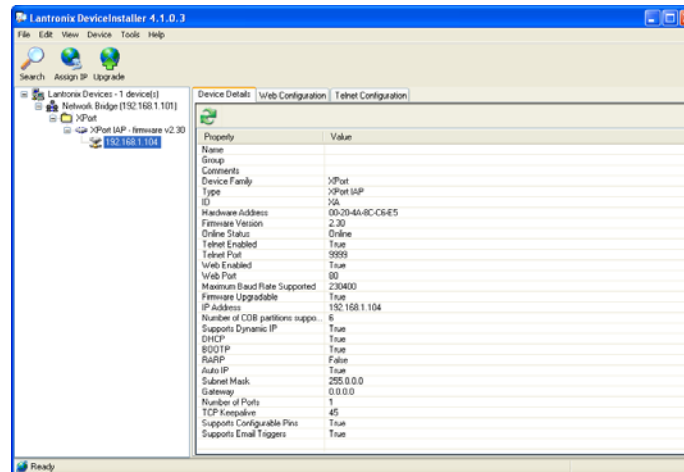 Lantronix DeviceInstaller 4.1.0.3
File Edit View Device Tools Help
Search Assign IP Upgrade
Lantronix Devices - 1 device(s)
Network Bridge (192.168.1.101)
XPort
XPort IAP - firmware v2.30
192.168.1.104
Device Details Web Configuration Telnet Configuration
Property Value
Name
Group
Comments
Device Family XPort
Type XPort IAP
ID XA
Hardware Address 00-20-4A-8C-C6-E5
Firmware Version 2.30
Online Status Online
Telnet Enabled True
Telnet Port 9999
Web Enabled True
Web Port 80
Maximum Baud Rate Supported 230400
Firmware Upgradable True
IP Address 192.168.1.104
Number of COB partitions suppo... 6
Supports Dynamic IP True
DHCP True
BOOTP True
RARP False
Auto IP True
Subnet Mask 255.0.0.0
Gateway 0.0.0.0
Number of Ports 1
TCP Keepalive 45
Supports Configurable Pins True
Supports Email Triggers True
Ready